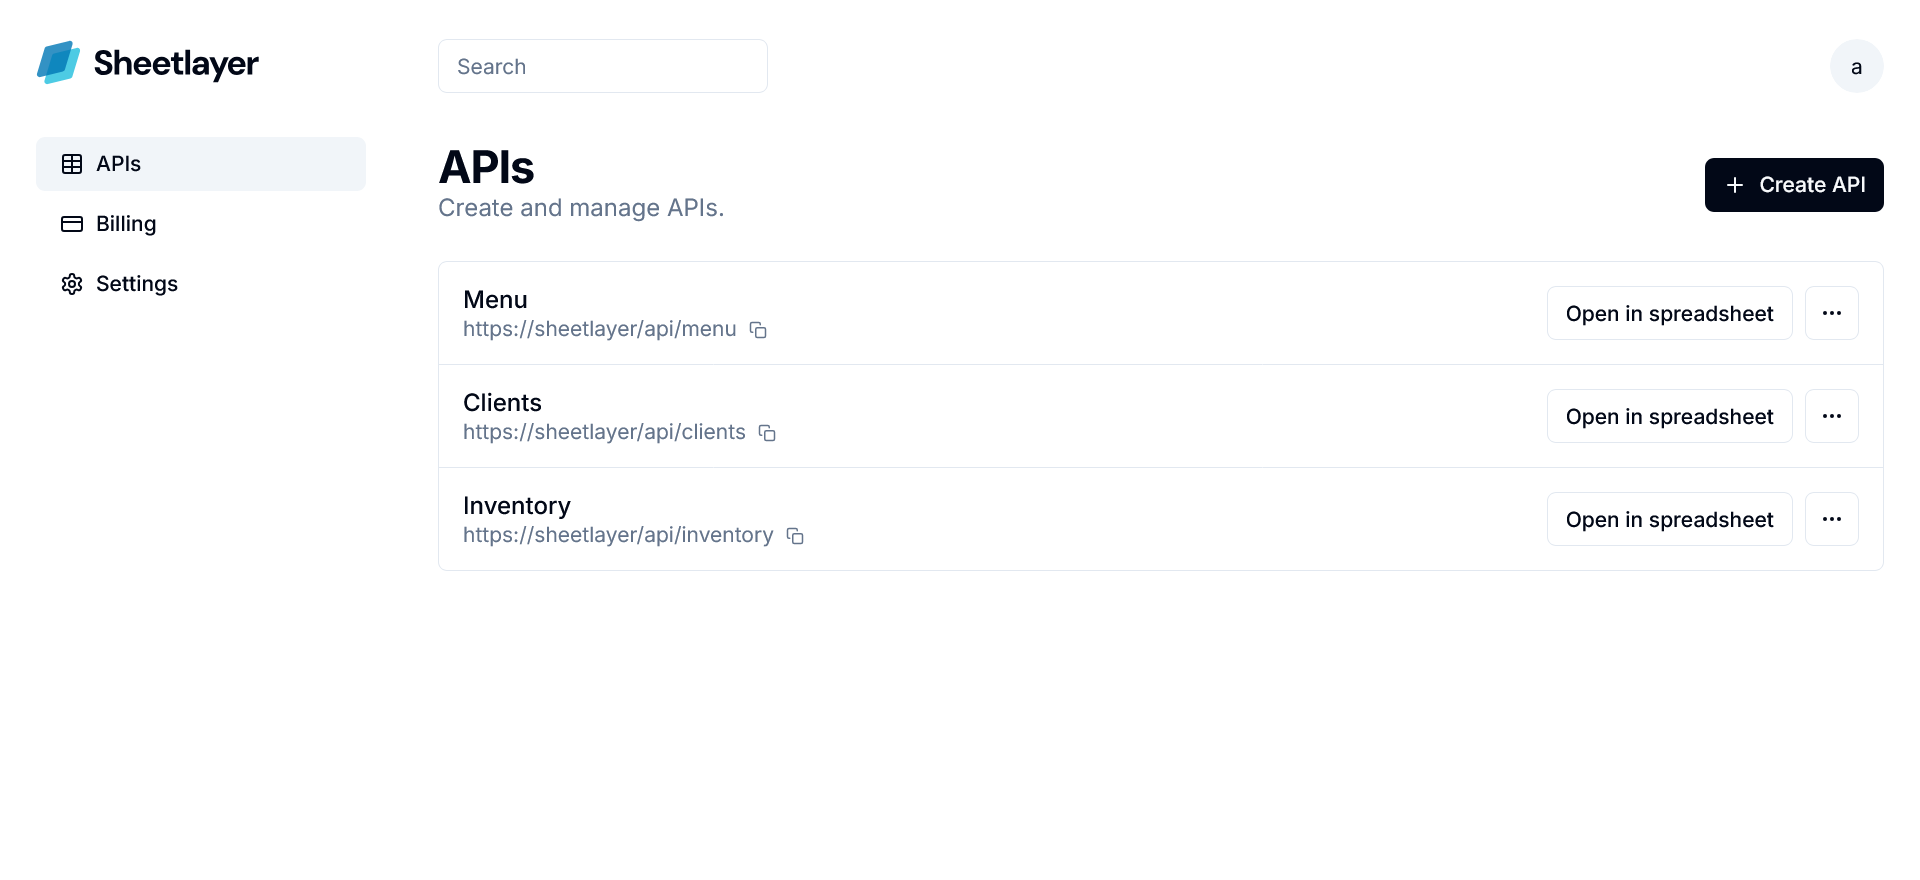 Sheetlayer
Search
a
APIs
Billing
Settings
APIs
Create and manage APIs.
Create API
Menu
https://sheetlayer/api/menu
Open in spreadsheet
Clients
https://sheetlayer/api/clients
Open in spreadsheet
Inventory
https://sheetlayer/api/inventory
Open in spreadsheet